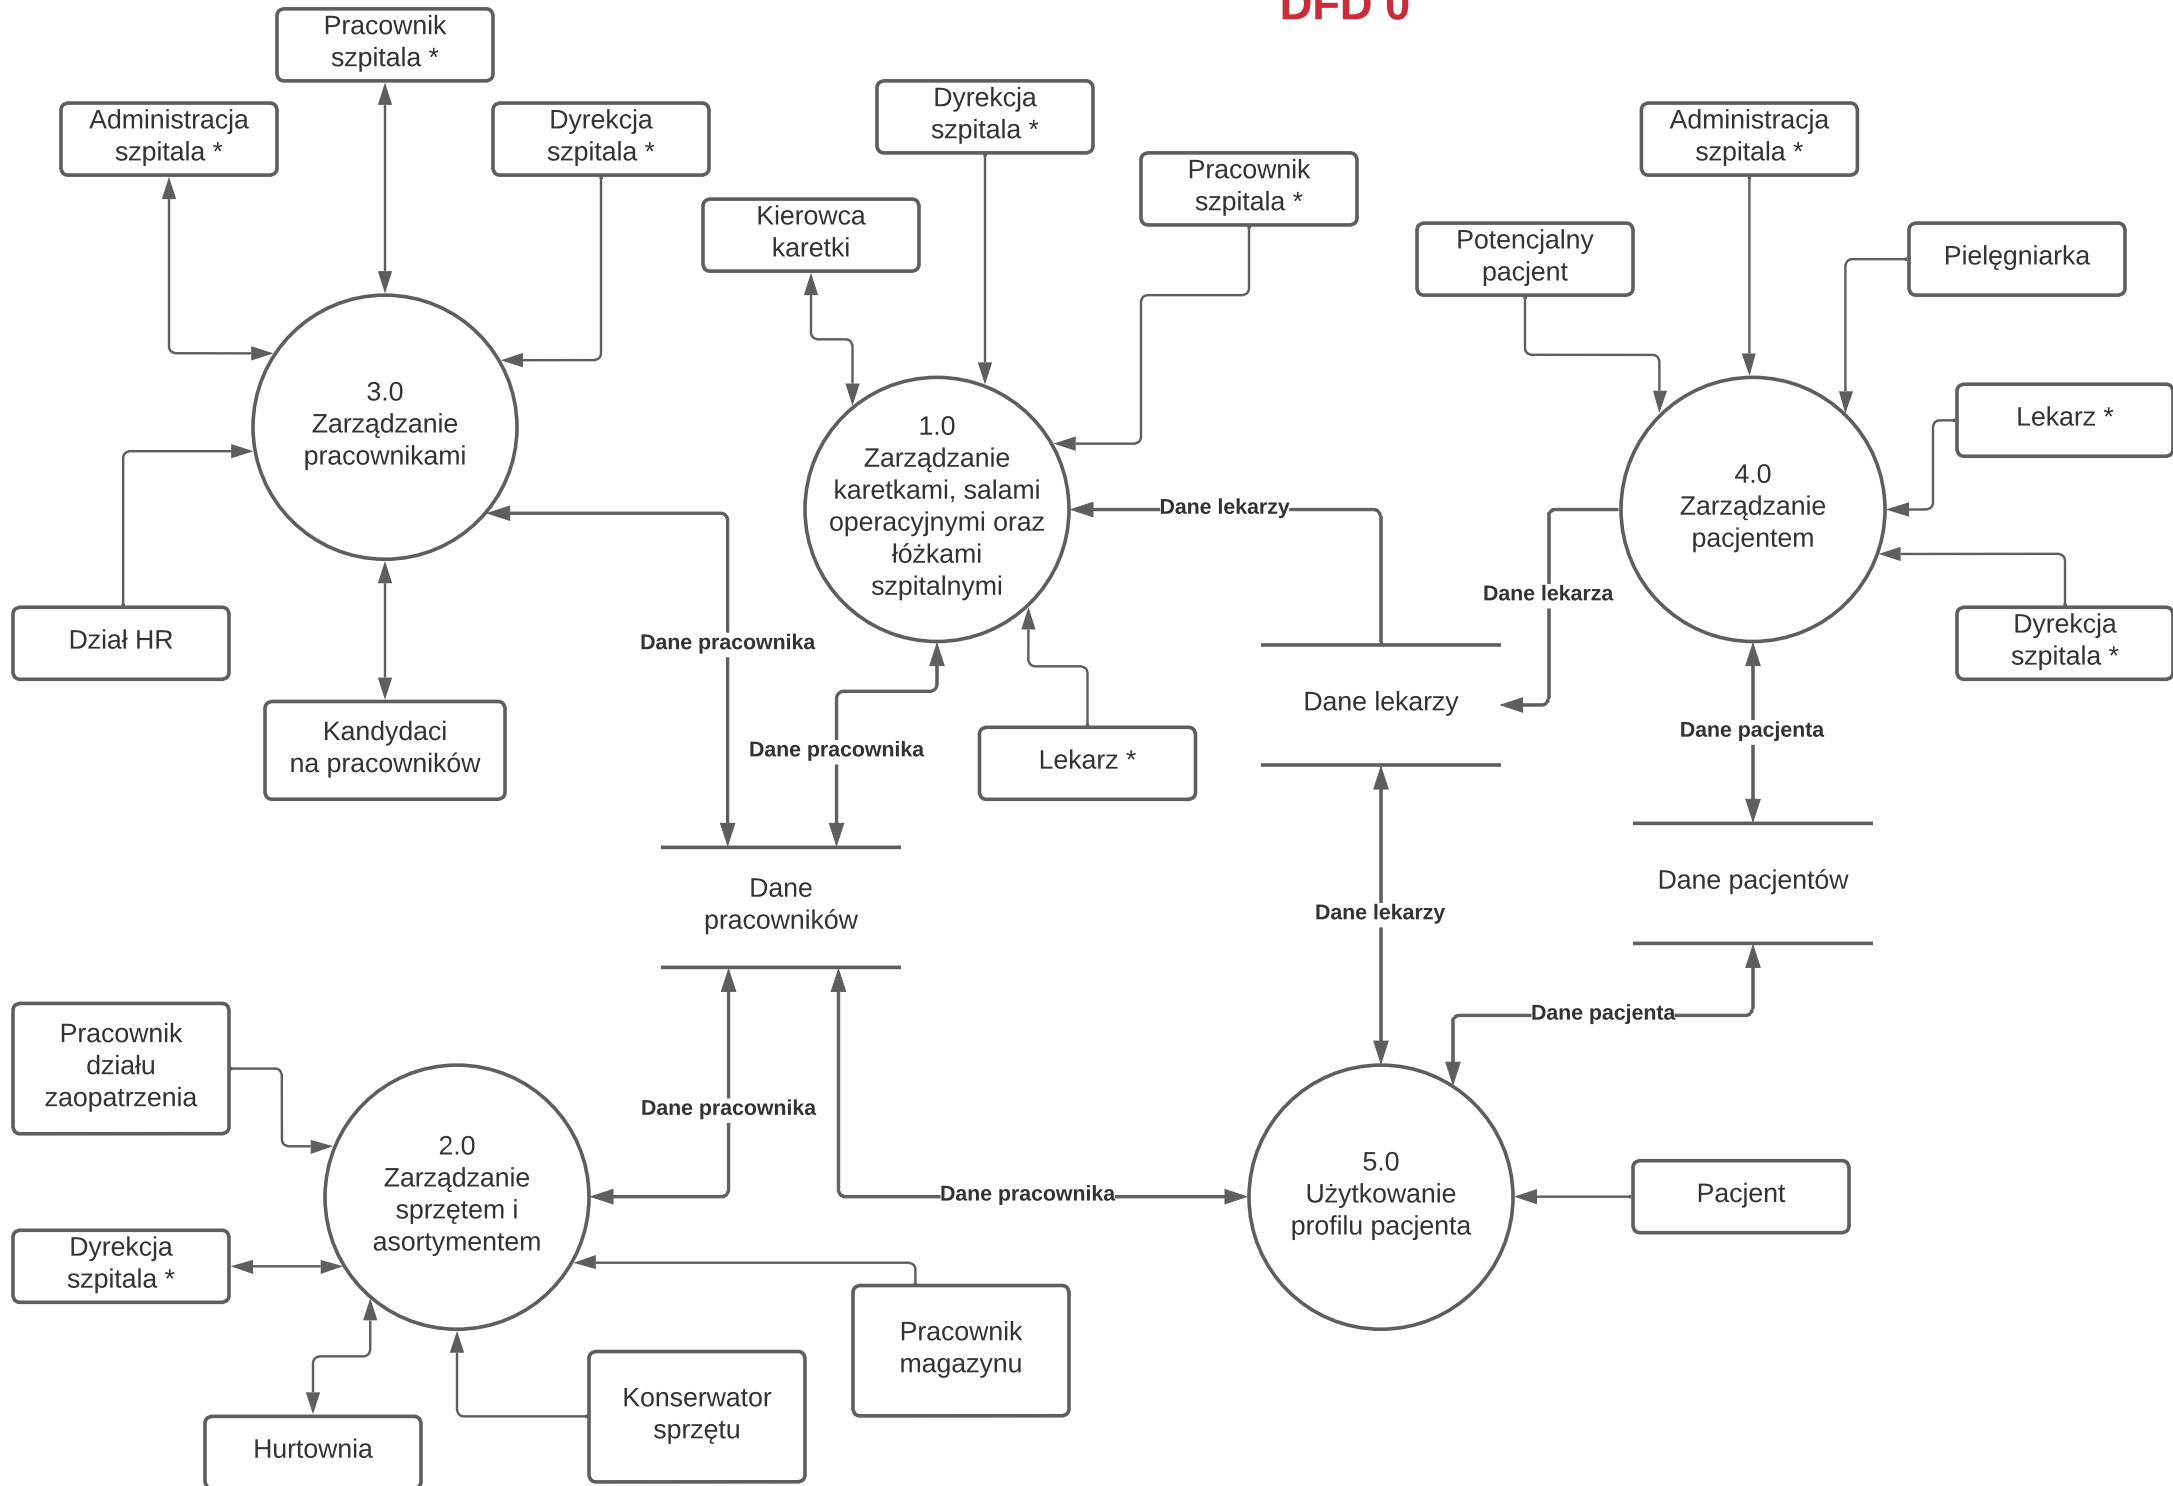 DFD 0
Pracownik
szpitala *
Administracja
szpitala *
Dyrekcja
szpitala *
Dyrekcja
szpitala *
Pracownik
szpitala *
Kierowca
karetki
Administracja
szpitala *
Potencjalny
pacjent
Pielęgniarka
Lekarz *
3.0
Zarządzanie
pracownikami
1.0
Zarządzanie
karetkami, salami
operacyjnymi oraz
łóżkami
szpitalnymi
4.0
Zarządzanie
pacjentem
Dane lekarzy
Dane lekarza
Dział HR
Dane pracownika
Dyrekcja
szpitala *
Kandydaci
na pracowników
Dane pracownika
Lekarz *
Dane lekarzy
Dane pacjenta
Dane
pracowników
Dane lekarzy
Dane pacjentów
Dane pacjenta
Pracownik
działu
zaopatrzenia
Dane pracownika
2.0
Zarządzanie
sprzętem i
asortymentem
Dane pracownika
5.0
Użytkowanie
profilu pacjenta
Pacjent
Dyrekcja
szpitala *
Pracownik
magazynu
Konserwator
sprzętu
Hurtownia